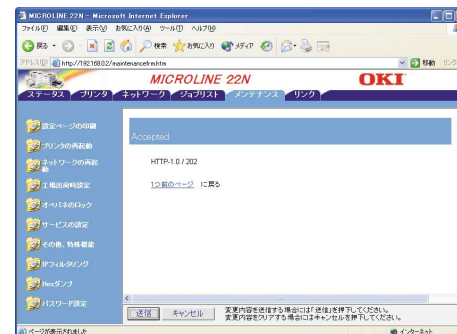 MICROLINE 22N - Microsoft Internet Explorer
ファイル(F) 編集(E) 表示(V) お気に入り(A) ツール(T) ヘルプ(H)
戻る 検索 お気に入り メディア
アドレス(D) http://192.168.0.2/maintenancefrm.htm 移動 リンク
MICROLINE 22N OKI
ステータス プリンタ ネットワーク ジョブリスト メンテナンス リンク
設定ページの印刷
プリンタの再起動
ネットワークの再起動
工場出荷時設定
オペパネのロック
サービスの設定
その他、特殊機能
IPフィルタリング
Hexダンプ
パスワード設定
Accepted
HTTP-1.0 / 202
1つ前のページ に戻る
送信 キャンセル 変更内容を送信する場合には「送信」を押下してください。
変更内容をクリアする場合にはキャンセルを押下してください。
ページが表示されました インターネット